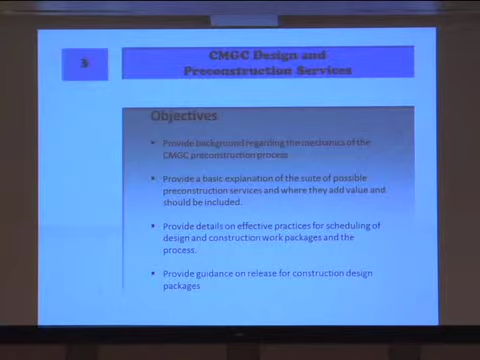 3
CMGC Design and
Preconstruction Services
Objectives
▪ Provide background regarding the mechanics of the
CMGC preconstruction process
▪ Provide a basic explanation of the suite of possible
preconstruction services and where they add value and
should be included.
▪ Provide details on effective practices for scheduling of
design and construction work packages and the
process.
▪ Provide guidance on release for construction design
packages